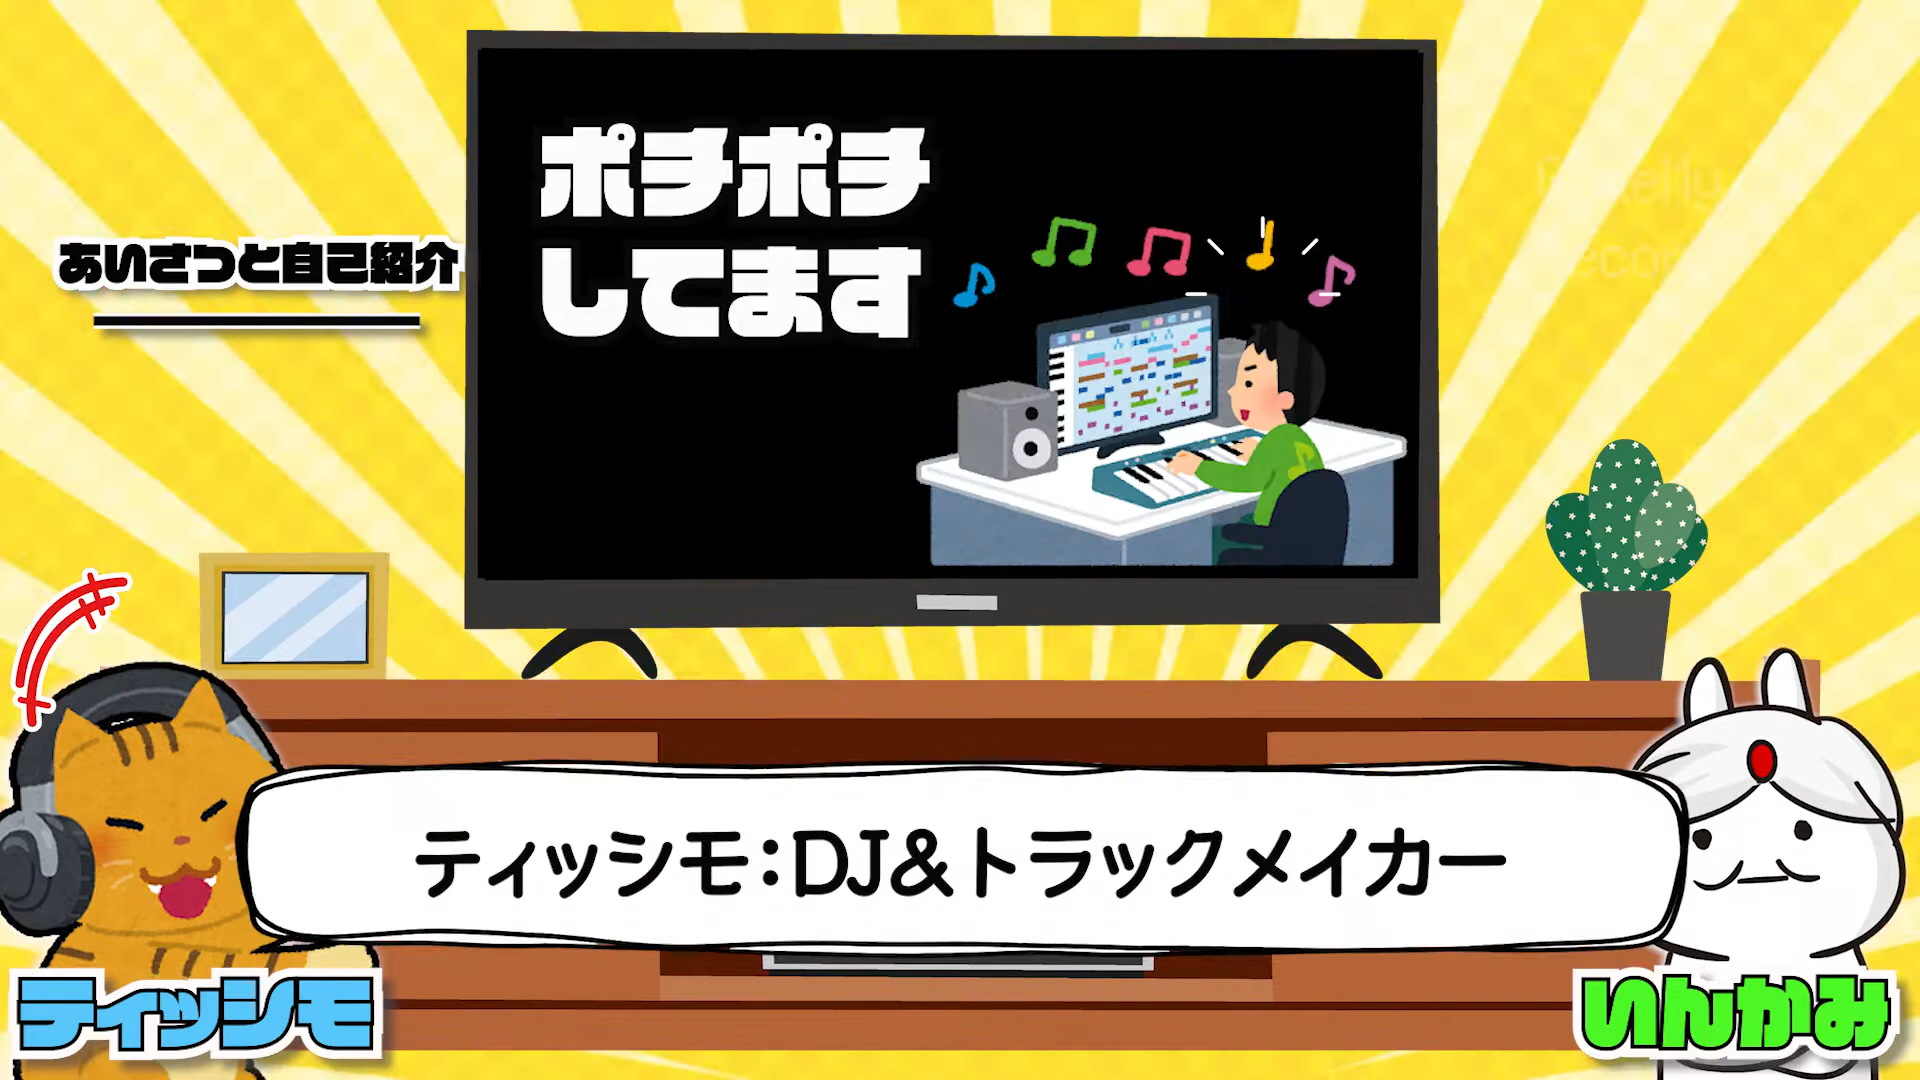 あいさつと自己紹介
ポチポチ
してます
ティッシモ：DJ&トラックメイカー
ティッシモ
いんかみ